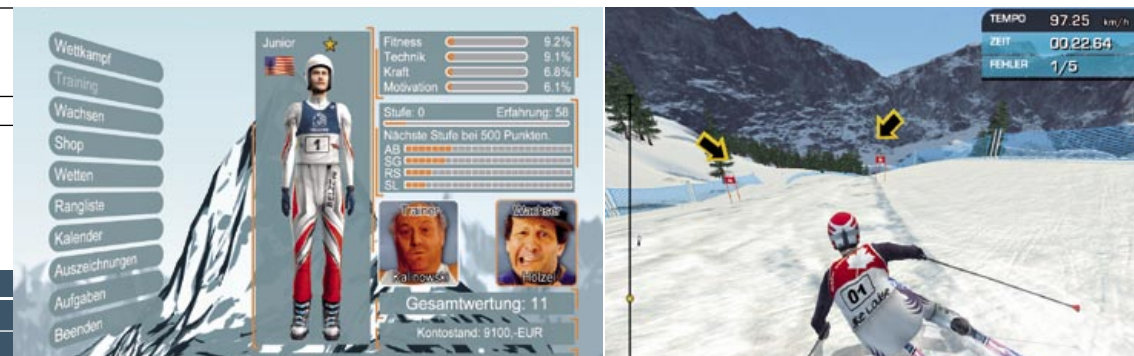 Wettkampf
Training
Wachsen
Shop
Wetten
Rangliste
Kalender
Auszeichnungen
Aufgaben
Beenden
Junior
1
Fitness 9.2%
Technik 9.1%
Kraft 6.8%
Motivation 6.1%
Stufe: 0 Erfahrung: 58
Nächste Stufe bei 500 Punkten.
AB
SG
RS
SL
Trainer
Kalinowski
Wachser
Hölzel
Gesamtwertung: 11
Kontostand: 9100,-EUR
TEMPO 97.25 km/h
ZEIT 00:22.64
FEHLER 1/5
01